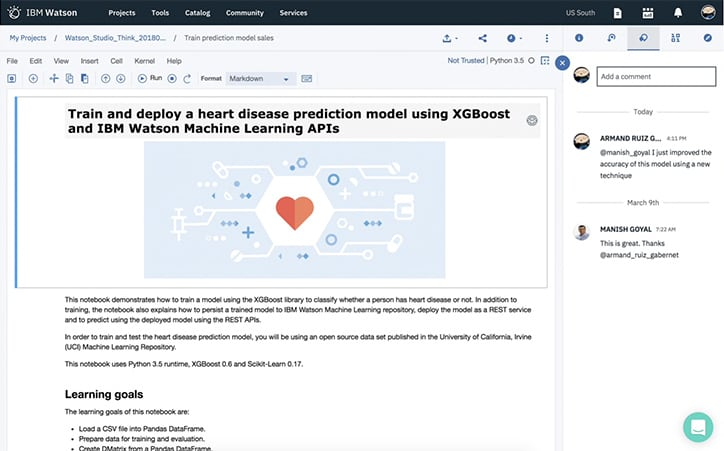 IBM Watson Projects Tools Catalog Community Services US South
My Projects / Watson_Studio_Think_20180... / Train prediction model sales
File Edit View Insert Cell Kernel Help Not Trusted | Python 3.5
Run Format Markdown
Train and deploy a heart disease prediction model using XGBoost
and IBM Watson Machine Learning APIs
This notebook demonstrates how to train a model using the XGBoost library to classify whether a person has heart disease or not. In addition to
training, the notebook also explains how to persist a trained model to IBM Watson Machine Learning repository, deploy the model as a REST service
and to predict using the deployed model using the REST APIs.
In order to train and test the heart disease prediction model, you will be using an open source data set published in the University of California, Irvine
(UCI) Machine Learning Repository.
This notebook uses Python 3.5 runtime, XGBoost 0.6 and Scikit-Learn 0.17.
Learning goals
The learning goals of this notebook are:
• Load a CSV file into Pandas DataFrame.
• Prepare data for training and evaluation.
• Create DMatrix from a Pandas DataFrame.
Add a comment
Today
ARMAND RUIZ G... 4:11 PM
@manish_goyal I just improved the
accuracy of this model using a new
technique
March 9th
MANISH GOYAL 7:22 AM
This is great. Thanks
@armand_ruiz_gabernet